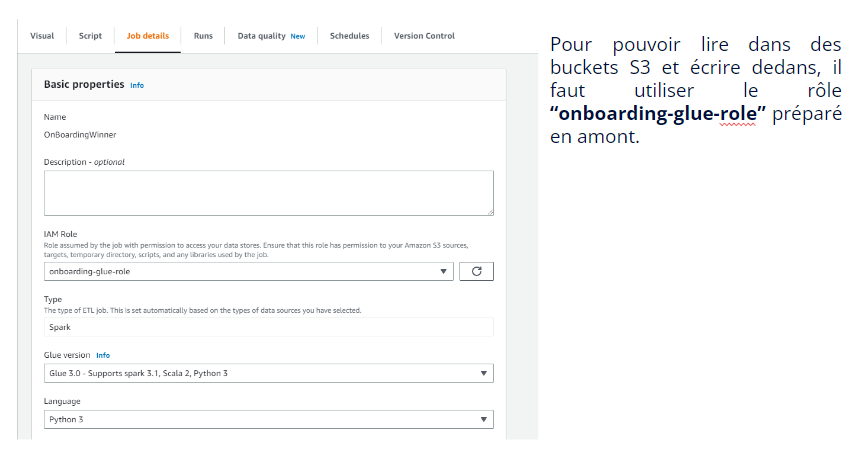 Visual Script Job details Runs Data quality New Schedules Version Control
Basic properties Info
Name
OnBoardingWinner
Description - optional
IAM Role
Role assumed by the job with permission to access your data stores. Ensure that this role has permission to your Amazon S3 sources,
targets, temporary directory, scripts, and any libraries used by the job.
onboarding-glue-role
Type
The type of ETL job. This is set automatically based on the types of data sources you have selected.
Spark
Glue version Info
Glue 3.0 - Supports spark 3.1, Scala 2, Python 3
Language
Python 3
Pour pouvoir lire dans des
buckets S3 et écrire dedans, il
faut utiliser le rôle
“onboarding-glue-role” préparé
en amont.